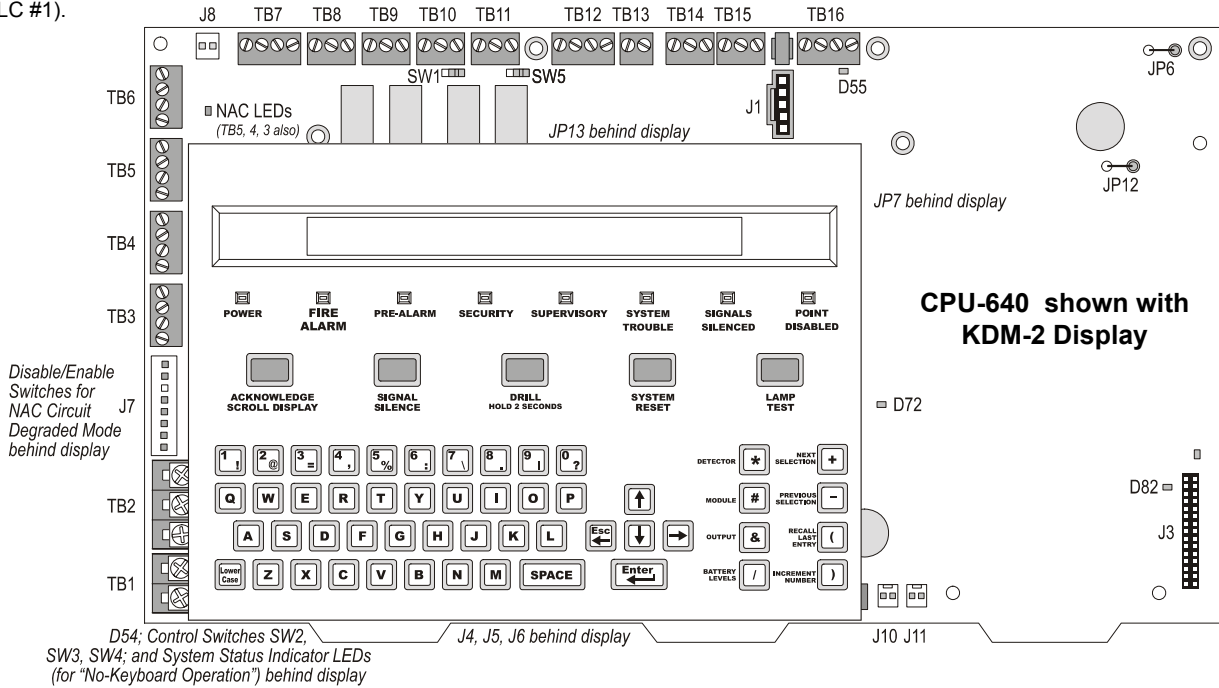 LC #1).
J8 TB7 TB8 TB9 TB10 TB11 TB12 TB13 TB14 TB15 TB16
SW1 SW5
D55
JP6
TB6
NAC LEDs
(TB5, 4, 3 also)
JP13 behind display
J1
TB5
JP12
JP7 behind display
TB4
TB3
CPU-640 shown with
KDM-2 Display
POWER
FIRE
ALARM
PRE-ALARM
SECURITY
SUPERVISORY
SYSTEM
TROUBLE
SIGNALS
SILENCED
POINT
DISABLED
Disable/Enable
Switches for
NAC Circuit
Degraded Mode
behind display
J7
ACKNOWLEDGE
SCROLL DISPLAY
SIGNAL
SILENCE
DRILL
HOLD 2 SECONDS
SYSTEM
RESET
LAMP
TEST
D72
1 ! 2 @ 3 = 4 , 5 % 6 : 7 \ 8 . 9 | 0 ?
DETECTOR *
NEXT
SELECTION +
Q W E R T Y U I O P
MODULE #
PREVIOUS
SELECTION −
D82
TB2
J3
A S D F G H J K L
Esc
OUTPUT &
RECALL
LAST
ENTRY (
TB1
Lower
Case
Z X C V B N M SPACE
Enter
BATTERY
LEVELS /
INCREMENT
NUMBER )
J10 J11
D54; Control Switches SW2,
SW3, SW4; and System Status Indicator LEDs
(for "No-Keyboard Operation") behind display
J4, J5, J6 behind display